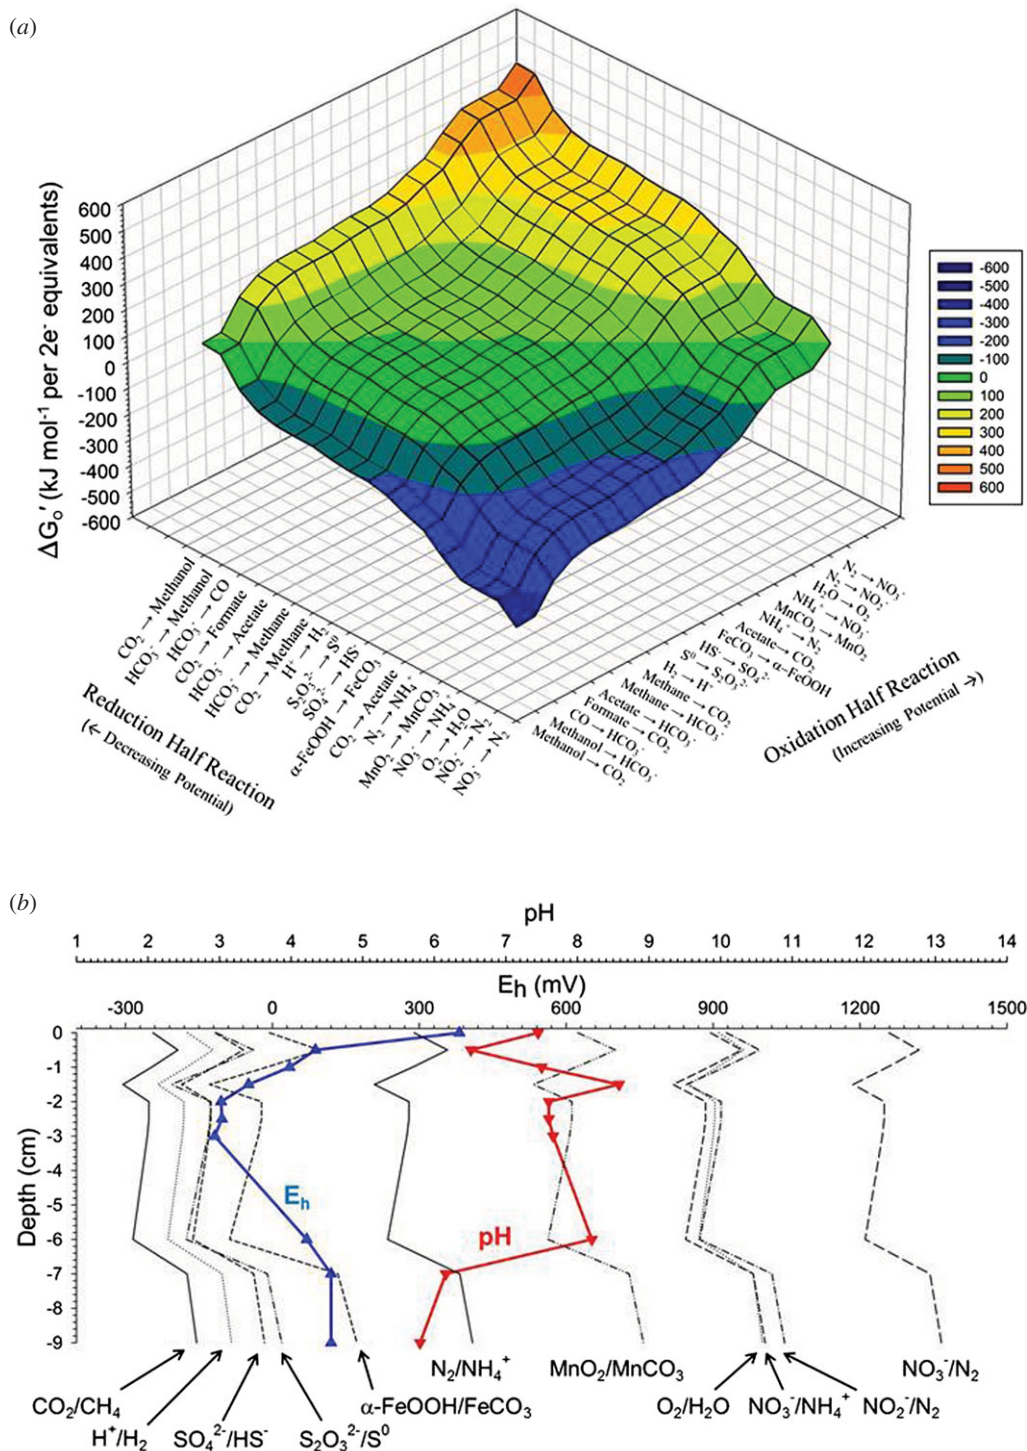 (a)
ΔG₀′ (kJ mol⁻¹ per 2e⁻ equivalents)
600
500
400
300
200
100
0
-100
-200
-300
-400
-500
-600
-600
-500
-400
-300
-200
-100
0
100
200
300
400
500
600
CO₂ → Methanol
HCO₃⁻ → Methanol
HCO₃⁻ → CO
CO₂ → Formate
HCO₃⁻ → Acetate
HCO₃⁻ → Methane
CO₂ → Methane
H⁺ → H₂
S₂O₃²⁻ → S⁰
SO₄²⁻ → HS⁻
α-FeOOH → FeCO₃
CO₂ → Acetate
N₂ → NH₄⁺
MnO₂ → MnCO₃
NO₃⁻ → NH₄⁺
O₂ → H₂O
NO₂⁻ → N₂
NO₃⁻ → N₂
Reduction Half Reaction
(← Decreasing Potential)
N₂ → NO₃⁻
N₂ → NO₂⁻
H₂O → O₂
NH₄⁺ → NO₃⁻
MnCO₃ → MnO₂
NH₄⁺ → N₂
Acetate → CO₂
FeCO₃ → α-FeOOH
HS⁻ → SO₄²⁻
S⁰ → S₂O₃²⁻
H₂ → H⁺
Methane → CO₂
Methane → HCO₃⁻
Acetate → HCO₃⁻
Formate → CO₂
CO → HCO₃⁻
Methanol → HCO₃⁻
Methanol → CO₂
Oxidation Half Reaction
(Increasing Potential →)
(b)
pH
1 2 3 4 5 6 7 8 9 10 11 12 13 14
Eₕ (mV)
-300 0 300 600 900 1200 1500
Depth (cm)
0
-1
-2
-3
-4
-5
-6
-7
-8
-9
Eₕ
pH
N₂/NH₄⁺ MnO₂/MnCO₃ NO₃⁻/N₂
CO₂/CH₄ α-FeOOH/FeCO₃ O₂/H₂O NO₃⁻/NH₄⁺ NO₂⁻/N₂
H⁺/H₂ SO₄²⁻/HS⁻ S₂O₃²⁻/S⁰